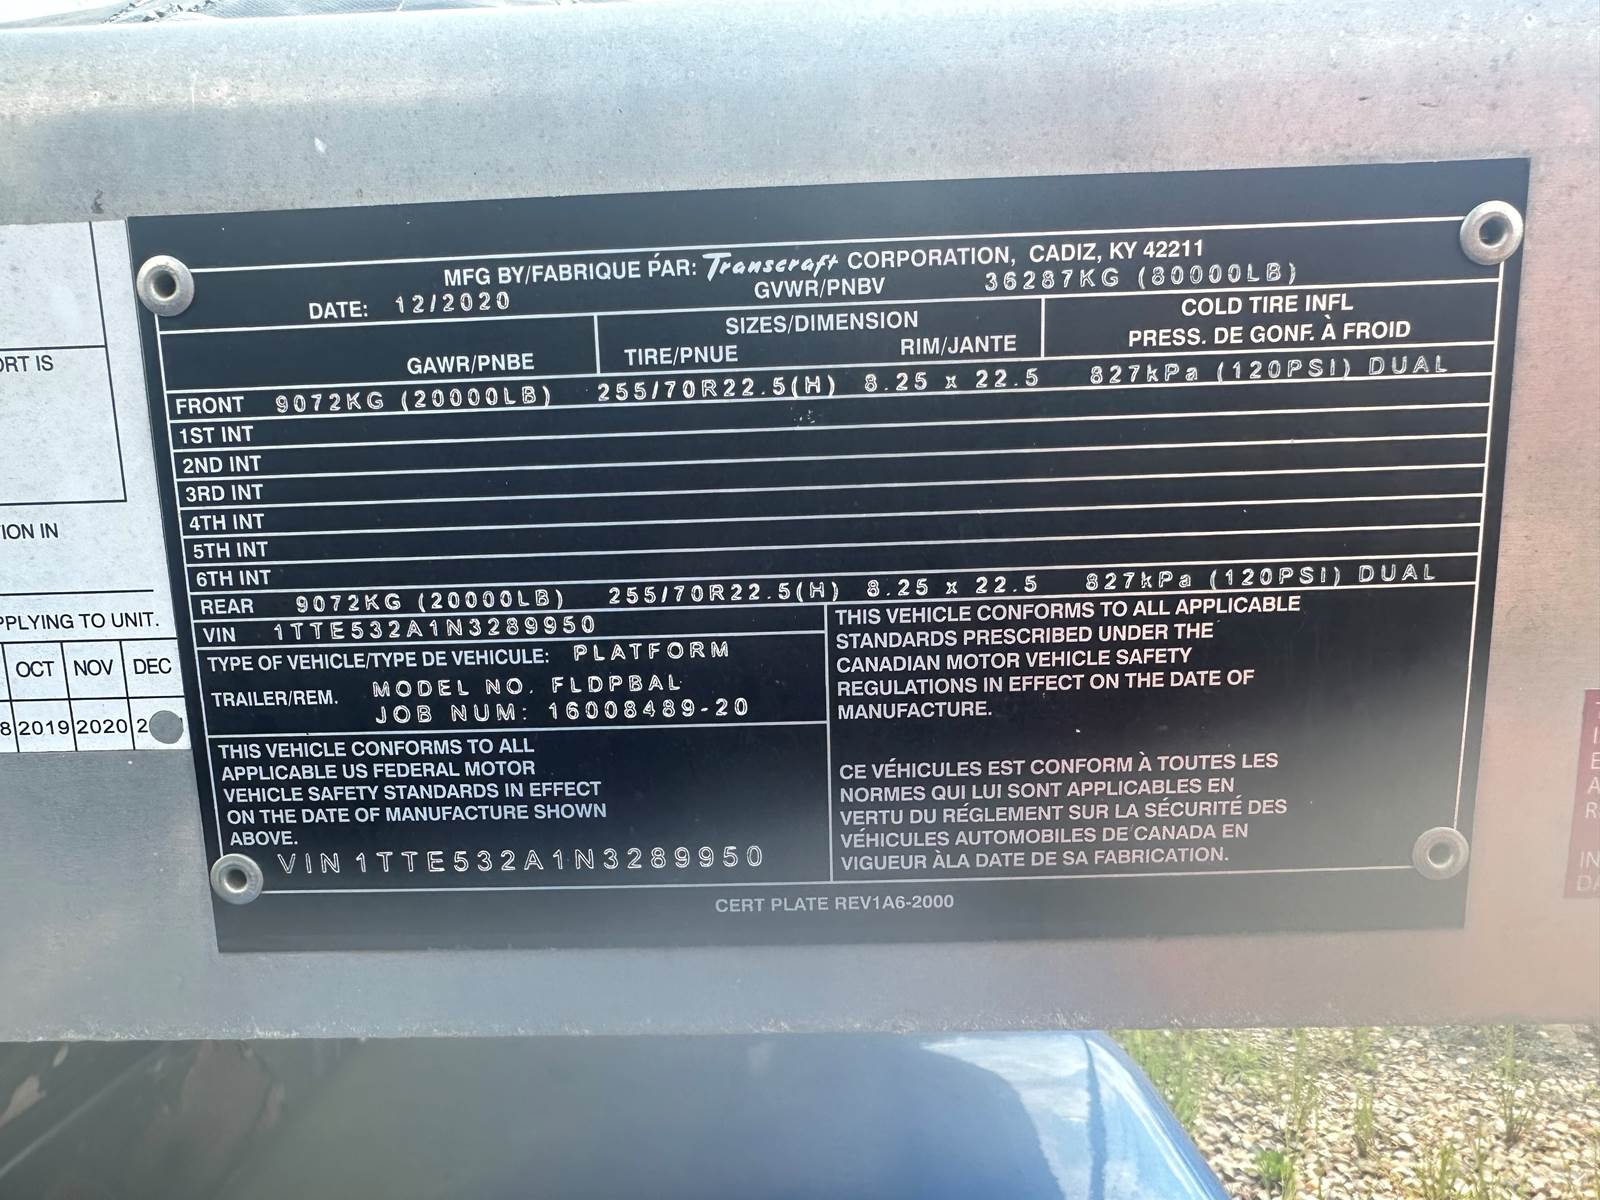 MFG BY/FABRIQUE PAR: Transcraft CORPORATION, CADIZ, KY 42211
DATE: 12/2020 GVWR/PNBV 36287KG (80000LB)
GAWR/PNBE
SIZES/DIMENSION
TIRE/PNUE RIM/JANTE
COLD TIRE INFL
PRESS. DE GONF. À FROID
FRONT 9072KG (20000LB) 255/70R22.5(H) 8.25 x 22.5 827kPa (120PSI) DUAL
1ST INT
2ND INT
3RD INT
4TH INT
5TH INT
6TH INT
REAR 9072KG (20000LB) 255/70R22.5(H) 8.25 x 22.5 827kPa (120PSI) DUAL
VIN 1TTE532A1N3289950
TYPE OF VEHICLE/TYPE DE VEHICULE: PLATFORM
TRAILER/REM. MODEL NO. FLDPBAL
JOB NUM: 16008489-20
THIS VEHICLE CONFORMS TO ALL
APPLICABLE US FEDERAL MOTOR
VEHICLE SAFETY STANDARDS IN EFFECT
ON THE DATE OF MANUFACTURE SHOWN
ABOVE.
VIN 1TTE532A1N3289950
THIS VEHICLE CONFORMS TO ALL APPLICABLE
STANDARDS PRESCRIBED UNDER THE
CANADIAN MOTOR VEHICLE SAFETY
REGULATIONS IN EFFECT ON THE DATE OF
MANUFACTURE.
CE VÉHICULES EST CONFORM À TOUTES LES
NORMES QUI LUI SONT APPLICABLES EN
VERTU DU RÉGLEMENT SUR LA SÉCURITÉ DES
VÉHICULES AUTOMOBILES DE CANADA EN
VIGUEUR ÀLA DATE DE SA FABRICATION.
CERT PLATE REV1A6-2000
IS
IN
TO UNIT.
OCT NOV DEC
2019 2020